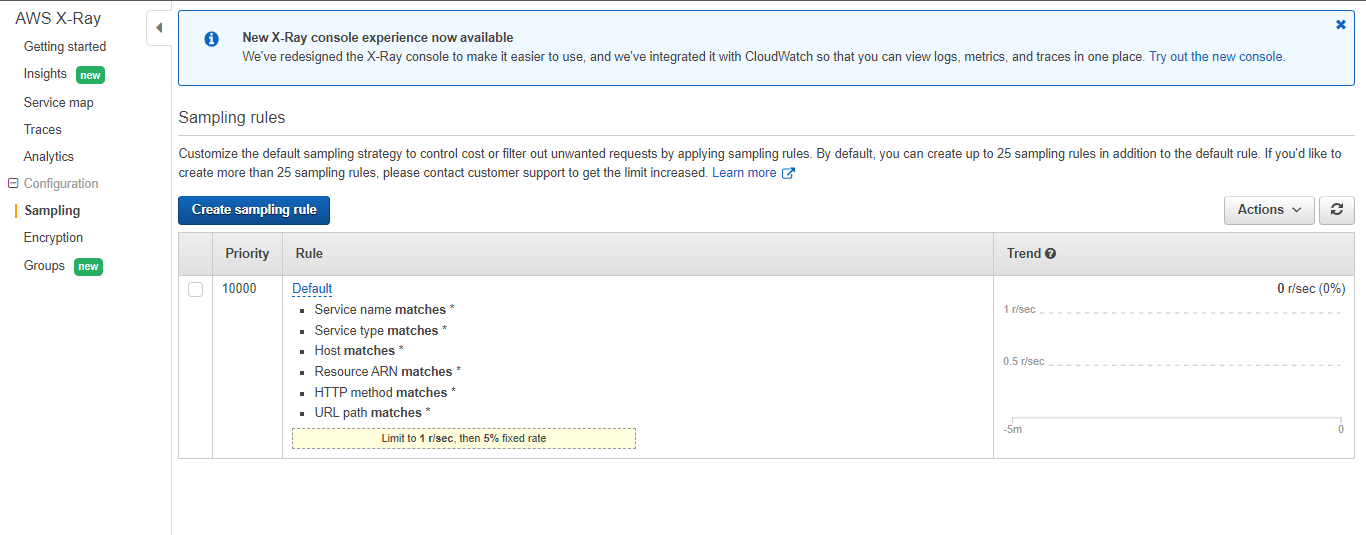 AWS X-Ray
Getting started
Insights new
Service map
Traces
Analytics
Configuration
Sampling
Encryption
Groups new
New X-Ray console experience now available
We've redesigned the X-Ray console to make it easier to use, and we've integrated it with CloudWatch so that you can view logs, metrics, and traces in one place. Try out the new console.
Sampling rules
Customize the default sampling strategy to control cost or filter out unwanted requests by applying sampling rules. By default, you can create up to 25 sampling rules in addition to the default rule. If you'd like to
create more than 25 sampling rules, please contact customer support to get the limit increased. Learn more
Create sampling rule
Actions
Priority Rule Trend
10000 Default 0 r/sec (0%)
Service name matches *
Service type matches *
Host matches *
Resource ARN matches *
HTTP method matches *
URL path matches *
Limit to 1 r/sec, then 5% fixed rate
1 r/sec
0.5 r/sec
-5m 0